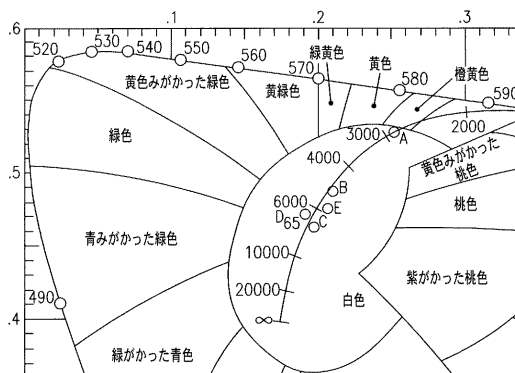 .1
.2
.3
.6
520
530
540
550
560
570
580
590
緑黄色
黄色
橙黄色
黄色みがかった緑色
黄緑色
緑色
3000
A
2000
4000
黄色みがかった
桃色
.5
B
6000
E
D65
C
桃色
青みがかった緑色
10000
紫がかった桃色
490
20000
白色
.4
∞
緑がかった青色